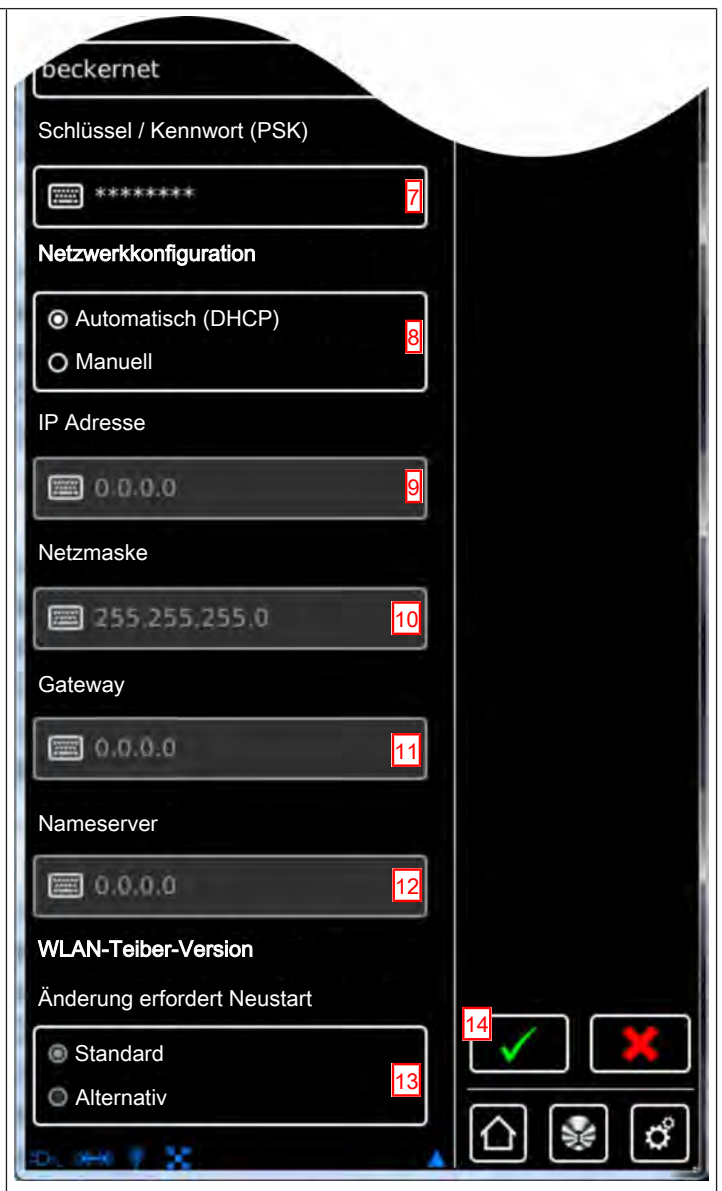 beckernet
Schlüssel / Kennwort (PSK)
******** 7
Netzwerkkonfiguration
Automatisch (DHCP)
8
Manuell
IP Adresse
0.0.0.0 9
Netzmaske
255.255.255.0 10
Gateway
0.0.0.0 11
Nameserver
0.0.0.0 12
WLAN-Teiber-Version
Änderung erfordert Neustart
14
Standard
13
Alternativ